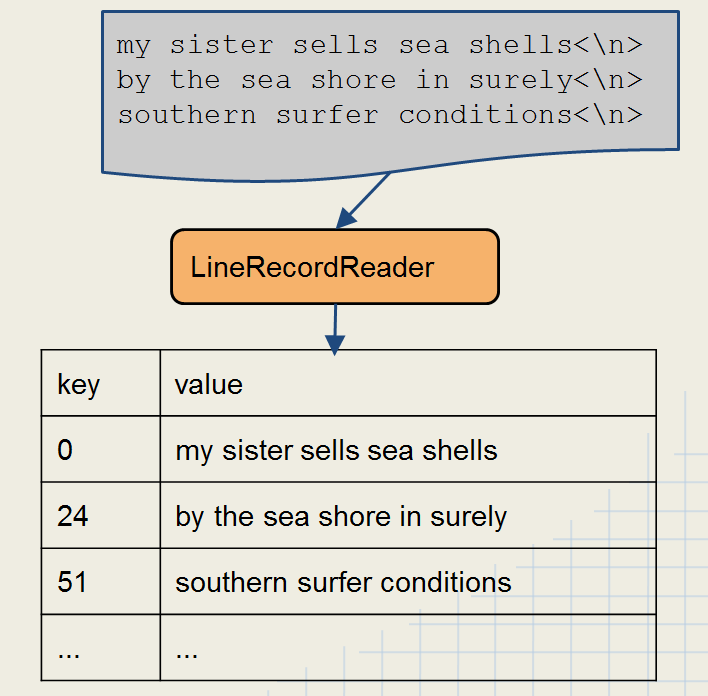 my sister sells sea shells<\n>
by the sea shore in surely<\n>
southern surfer conditions<\n>
LineRecordReader
key value
0 my sister sells sea shells
24 by the sea shore in surely
51 southern surfer conditions
... ...